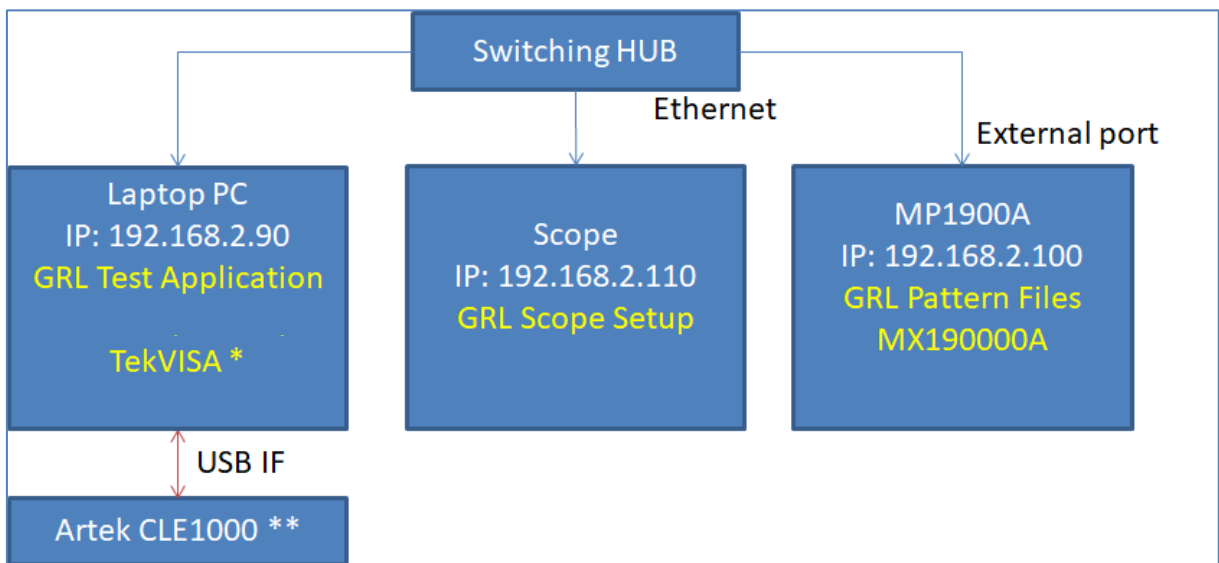 Switching HUB
Ethernet
External port
Laptop PC
IP: 192.168.2.90
GRL Test Application
TekVISA *
Scope
IP: 192.168.2.110
GRL Scope Setup
MP1900A
IP: 192.168.2.100
GRL Pattern Files
MX190000A
USB IF
Artek CLE1000 **